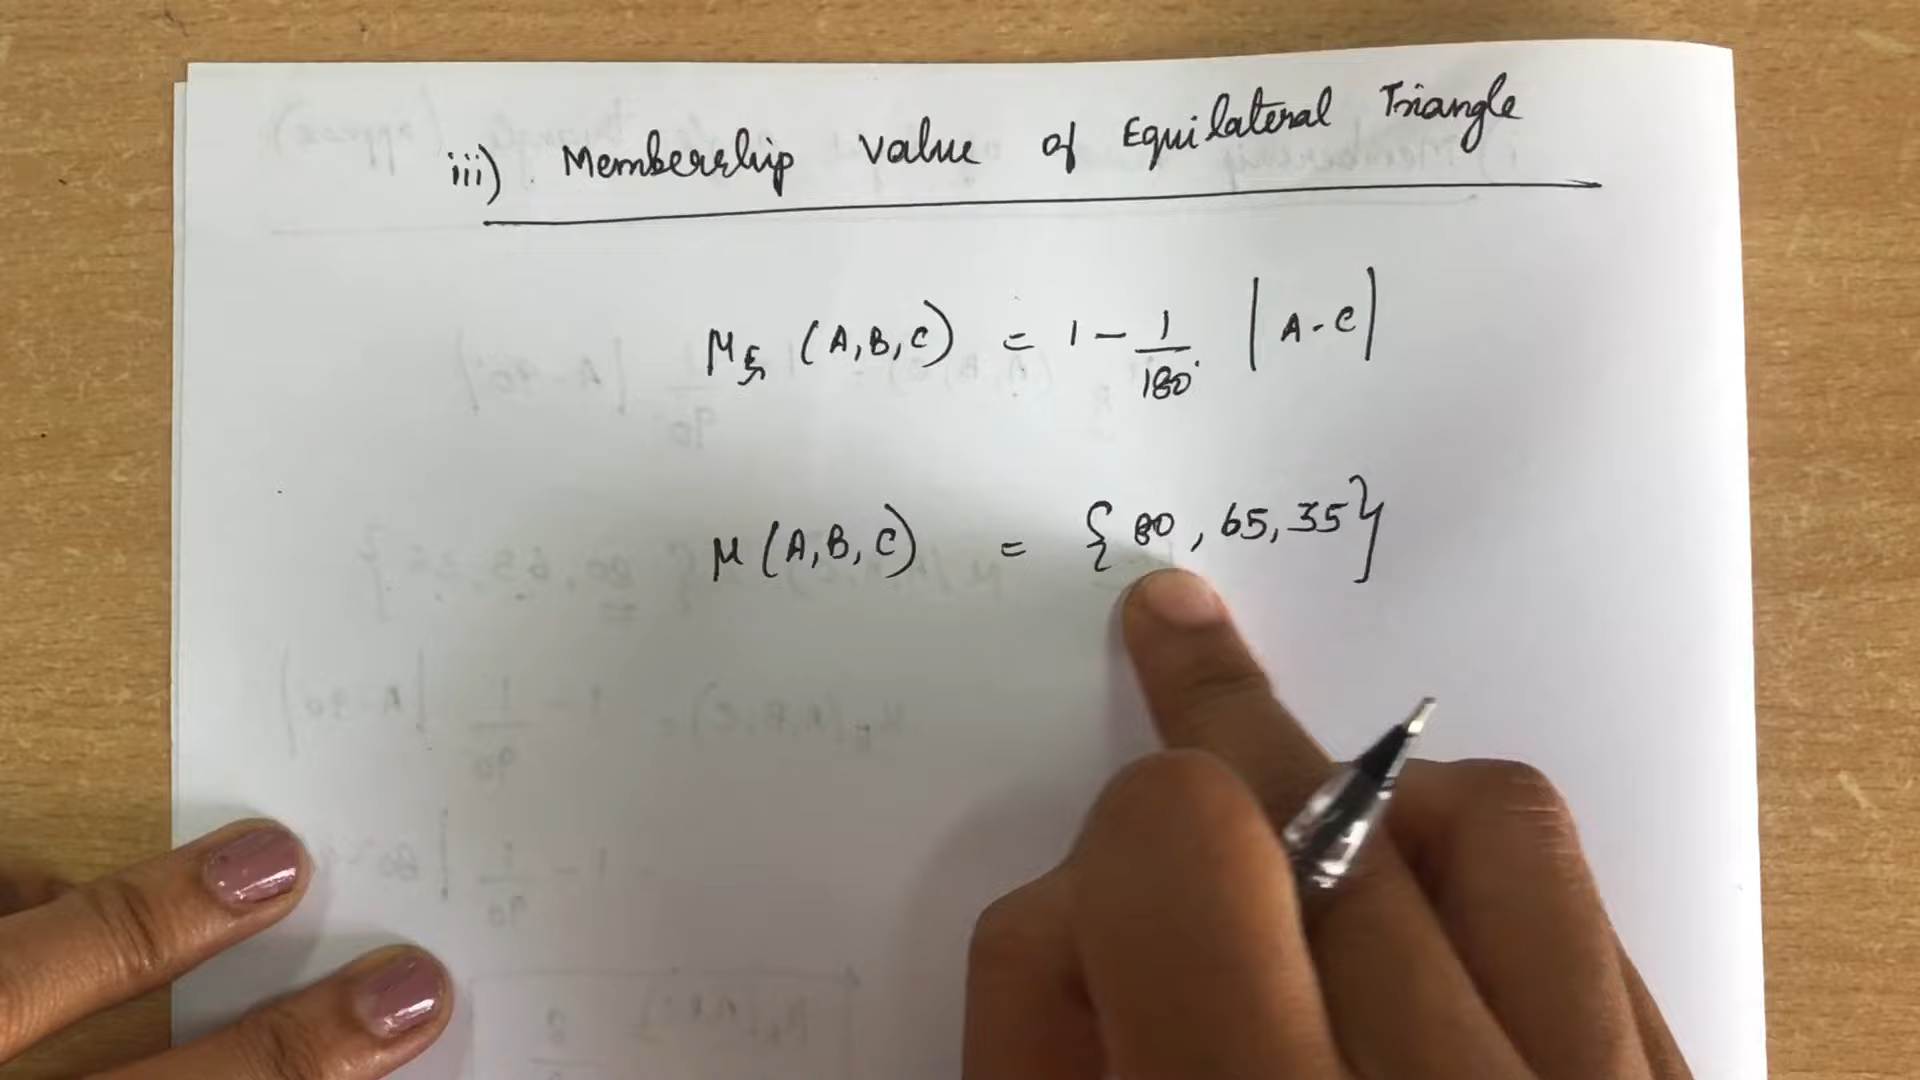 iii) Membership value of Equilateral Triangle
μE (A,B,C) = 1 - 1/180° |A-C|
μ (A,B,C) = {80, 65, 35}